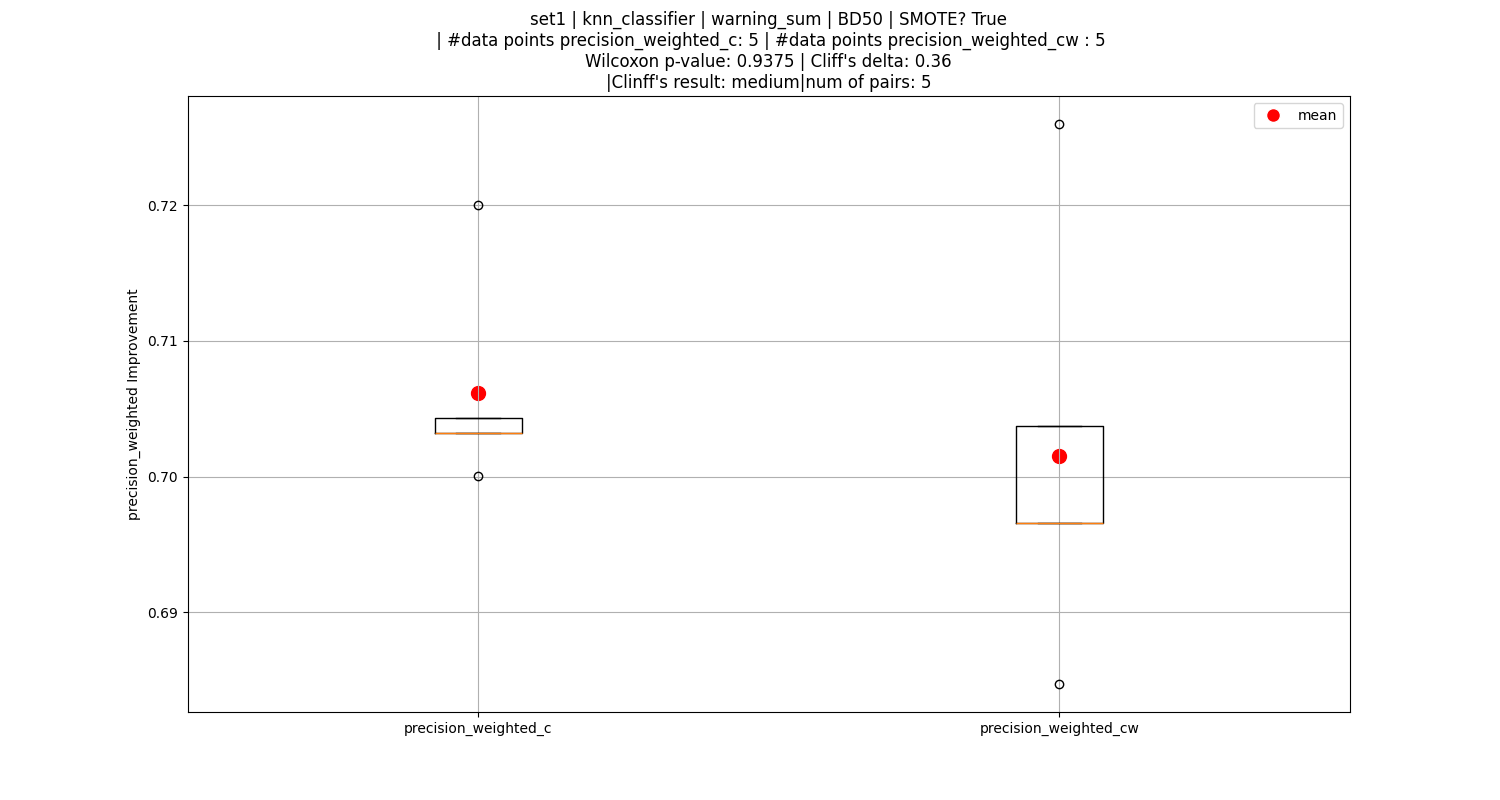 set1 | knn_classifier | warning_sum | BD50 | SMOTE? True
| #data points precision_weighted_c: 5 | #data points precision_weighted_cw : 5
Wilcoxon p-value: 0.9375 | Cliff's delta: 0.36
|Clinff's result: medium|num of pairs: 5
mean
0.72
0.71
0.70
0.69
precision_weighted Improvement
precision_weighted_c
precision_weighted_cw